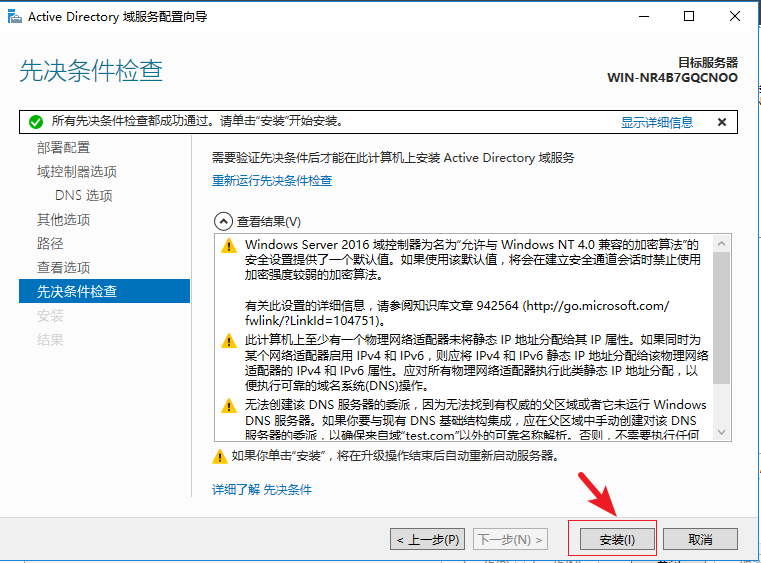 Active Directory 域服务配置向导
先决条件检查
目标服务器
WIN-NR4B7GQCNOO
所有先决条件检查都成功通过。请单击"安装"开始安装。
显示详细信息
部署配置
域控制器选项
DNS 选项
其他选项
路径
查看选项
先决条件检查
安装
结果
需要验证先决条件后才能在此计算机上安装 Active Directory 域服务
重新运行先决条件检查
查看结果(V)
Windows Server 2016 域控制器为名为"允许与 Windows NT 4.0 兼容的加密算法"的
安全设置提供了一个默认值。如果使用该默认值，将会在建立安全通道会话时禁止使用
加密强度较弱的加密算法。
有关此设置的详细信息，请参阅知识库文章 942564 (http://go.microsoft.com/
fwlink/?LinkId=104751)。
此计算机上至少有一个物理网络适配器未将静态 IP 地址分配给其 IP 属性。如果同时为
某个网络适配器启用 IPv4 和 IPv6，则应将 IPv4 和 IPv6 静态 IP 地址分配给该物理网络
适配器的 IPv4 和 IPv6 属性。应对所有物理网络适配器执行此类静态 IP 地址分配，以
便执行可靠的域名系统(DNS)操作。
无法创建该 DNS 服务器的委派，因为无法找到有权威的父区域或者它未运行 Windows
DNS 服务器。如果你要与现有 DNS 基础结构集成，应在父区域中手动创建对该 DNS
服务器的委派，以确保来自域"test.com"以外的可靠名称解析。否则，不需要执行任何
如果你单击"安装"，将在升级操作结束后自动重新启动服务器。
详细了解 先决条件
< 上一步(P)
下一步(N) >
安装(I)
取消